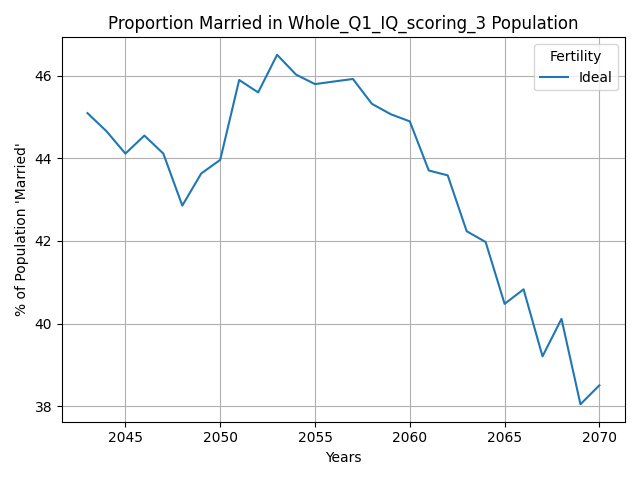 Proportion Married in Whole_Q1_IQ_scoring_3 Population
Fertility
Ideal
% of Population 'Married'
46
44
42
40
38
2045 2050 2055 2060 2065 2070
Years